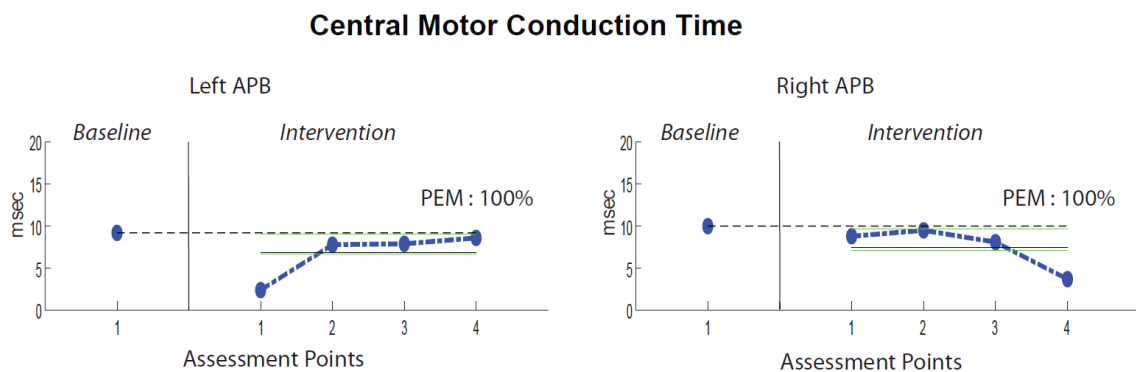 Central Motor Conduction Time
Left APB
Baseline
Intervention
20
15
10
5
0
msec
PEM : 100%
1
1
2
3
4
Assessment Points
Right APB
Baseline
Intervention
20
15
10
5
0
msec
PEM : 100%
1
1
2
3
4
Assessment Points